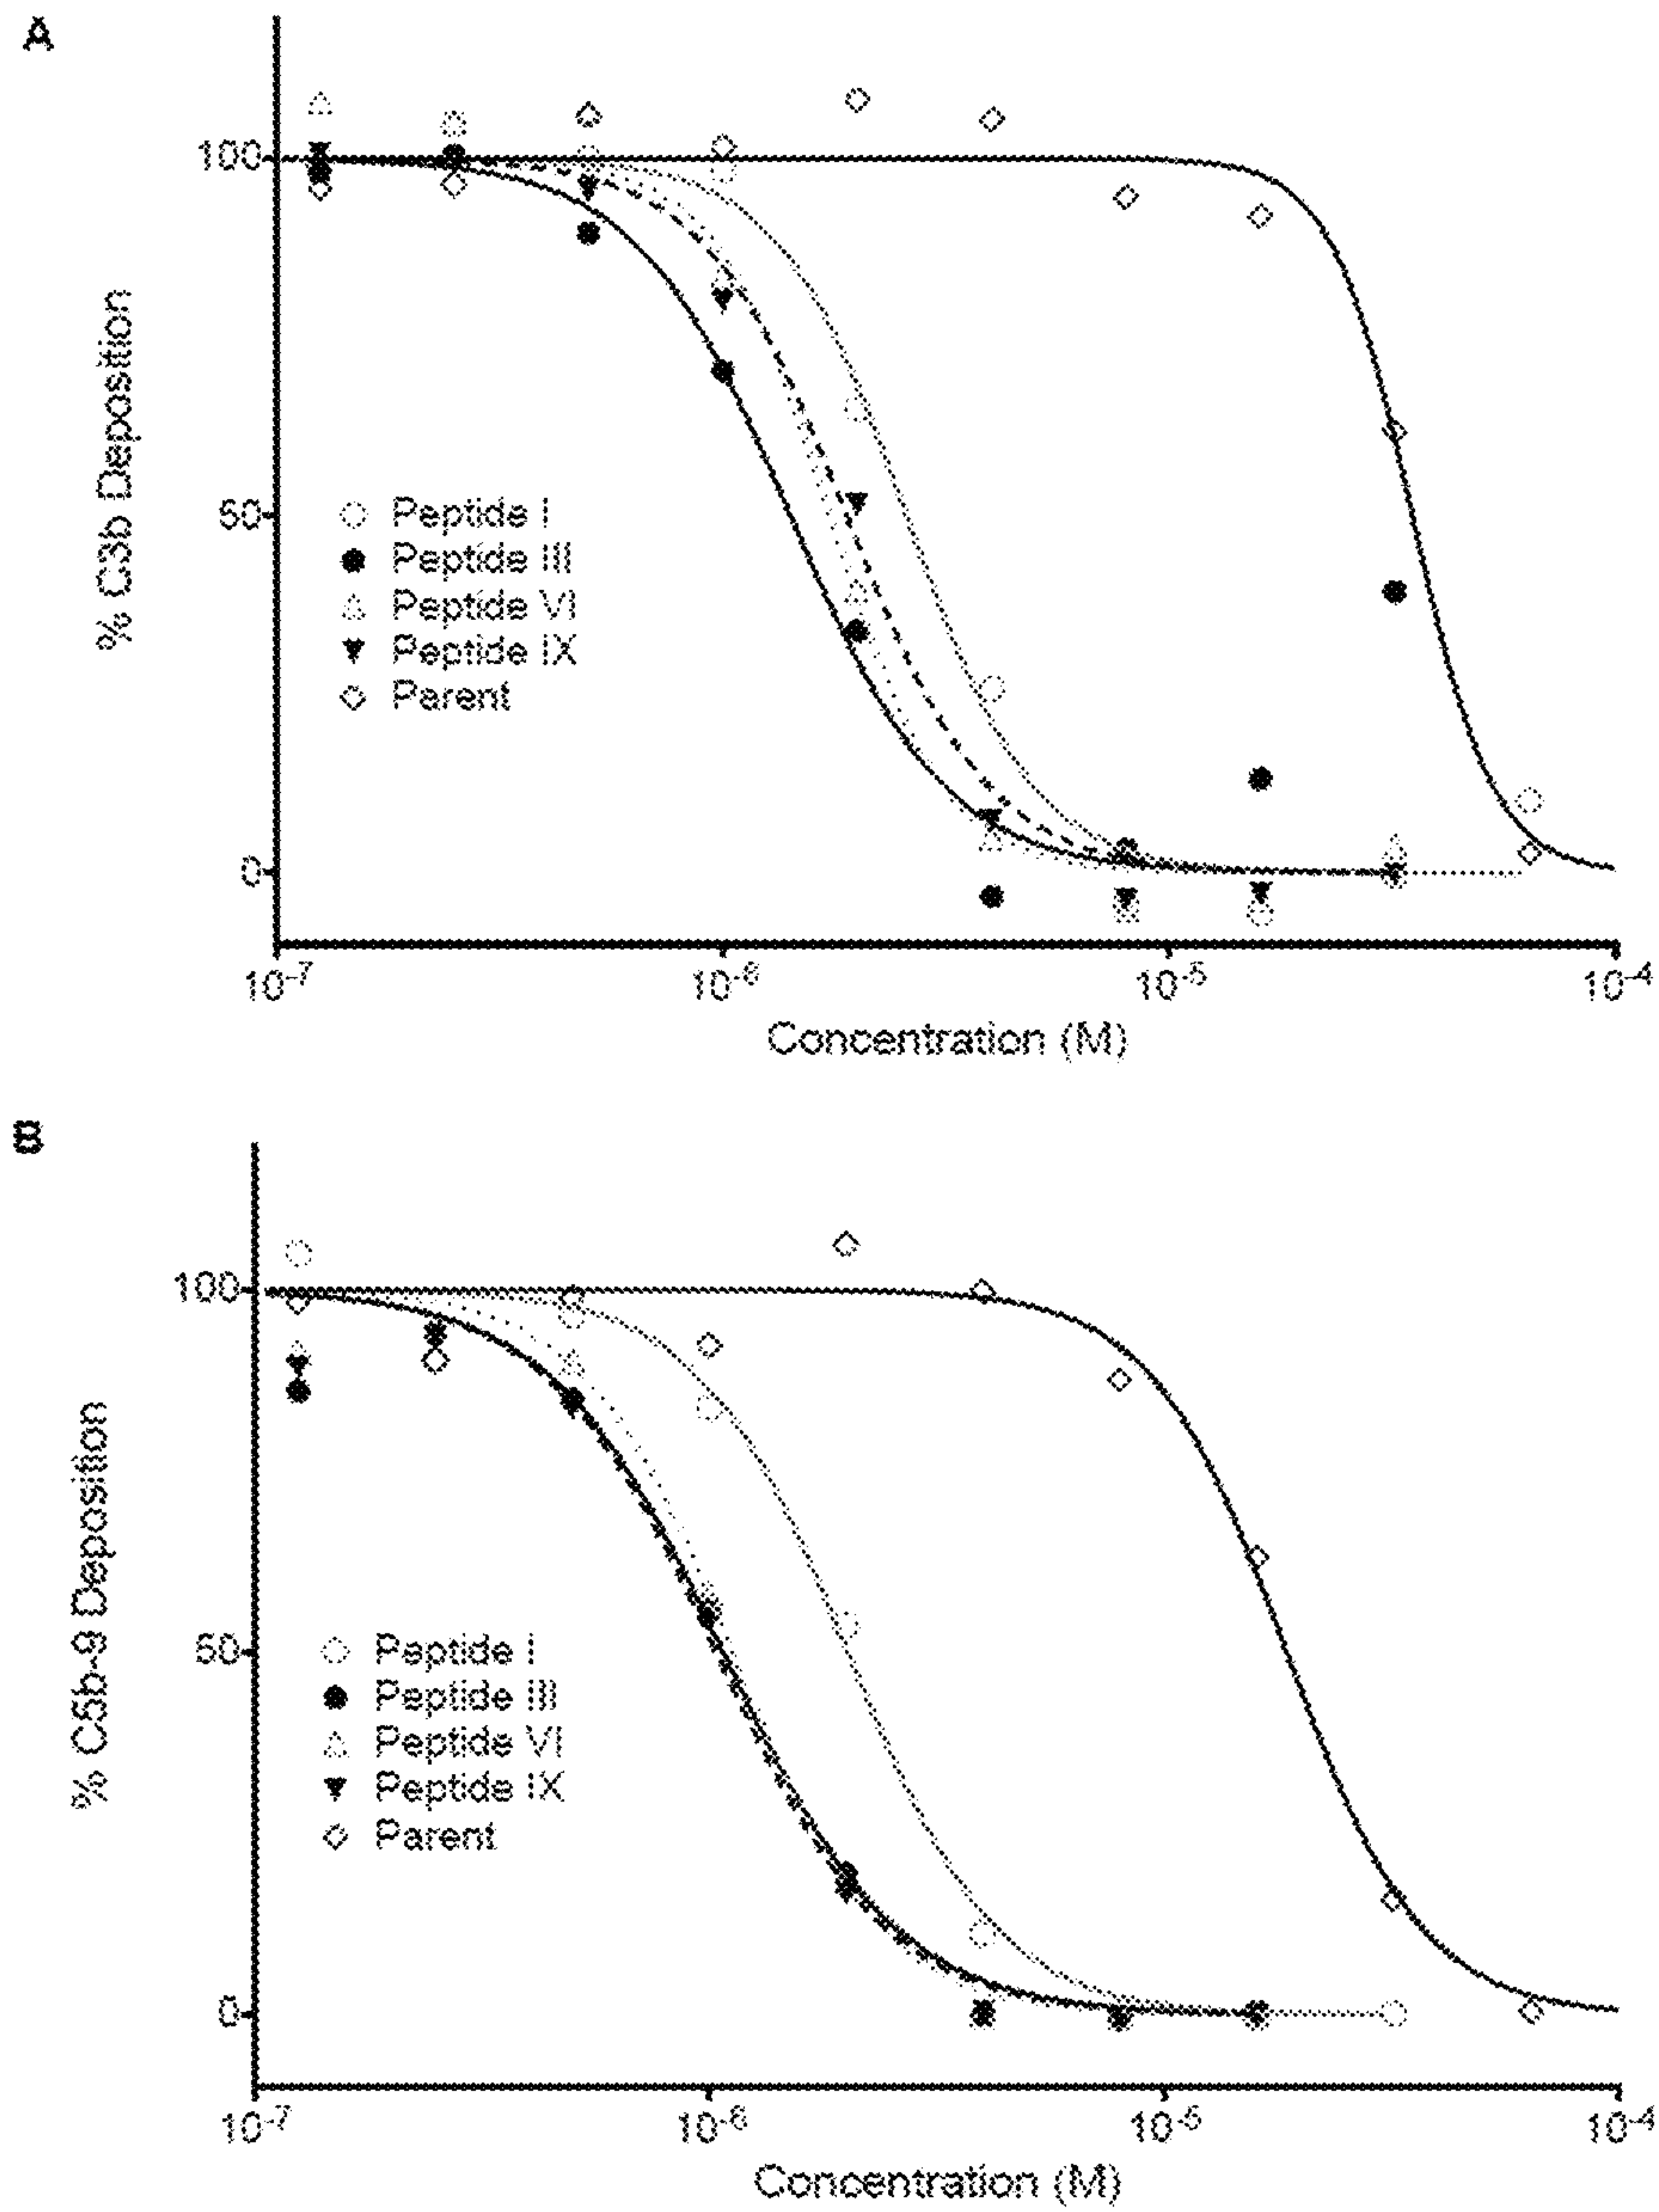 A
100
50
0
% C3b Deposition
Peptide I
Peptide III
Peptide VI
Peptide IX
Parent
10-7
10-6
10-5
10-4
Concentration (M)
B
100
50
0
% C5b-9 Deposition
Peptide I
Peptide III
Peptide VI
Peptide IX
Parent
10-7
10-6
10-5
10-4
Concentration (M)